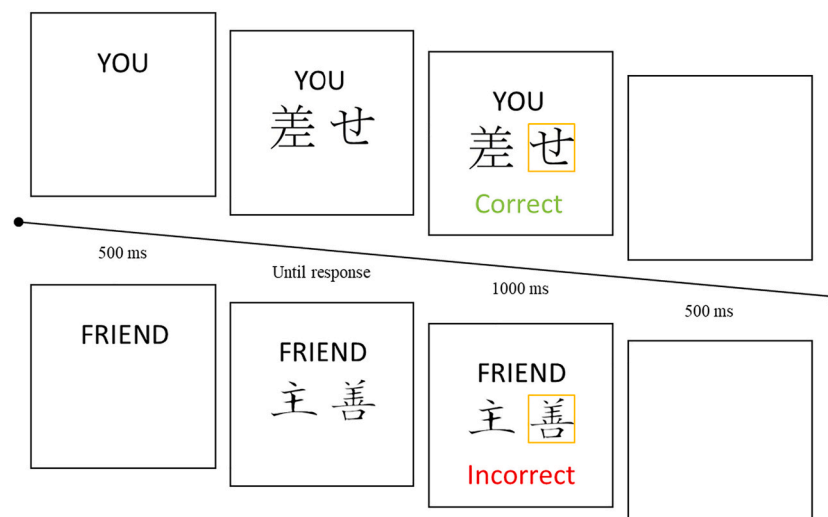 YOU
YOU
差 せ
YOU
差 せ
Correct
500 ms
Until response
1000 ms
500 ms
FRIEND
FRIEND
主 善
FRIEND
主 善
Incorrect